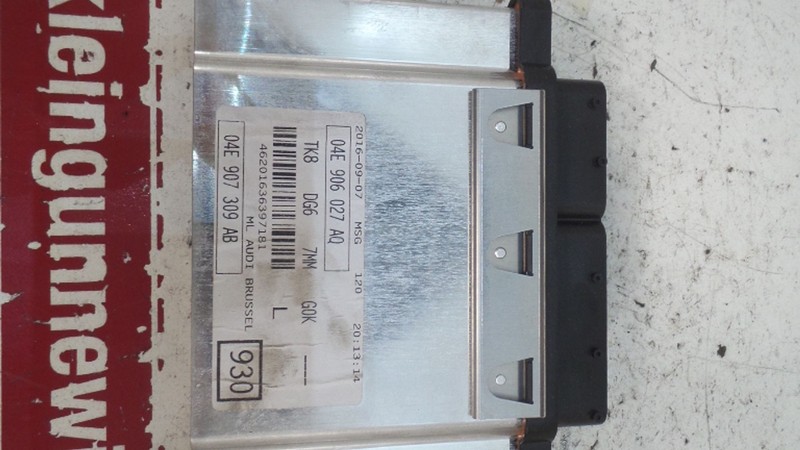 2016-09-07 MSG 120 20:13:14
04E 906 027 AQ
TK8 DG6 7MM G0K ----
46201636397181 L
ML AUDI BRUSSEL
04E 907 309 AB
930
kleingunnewi